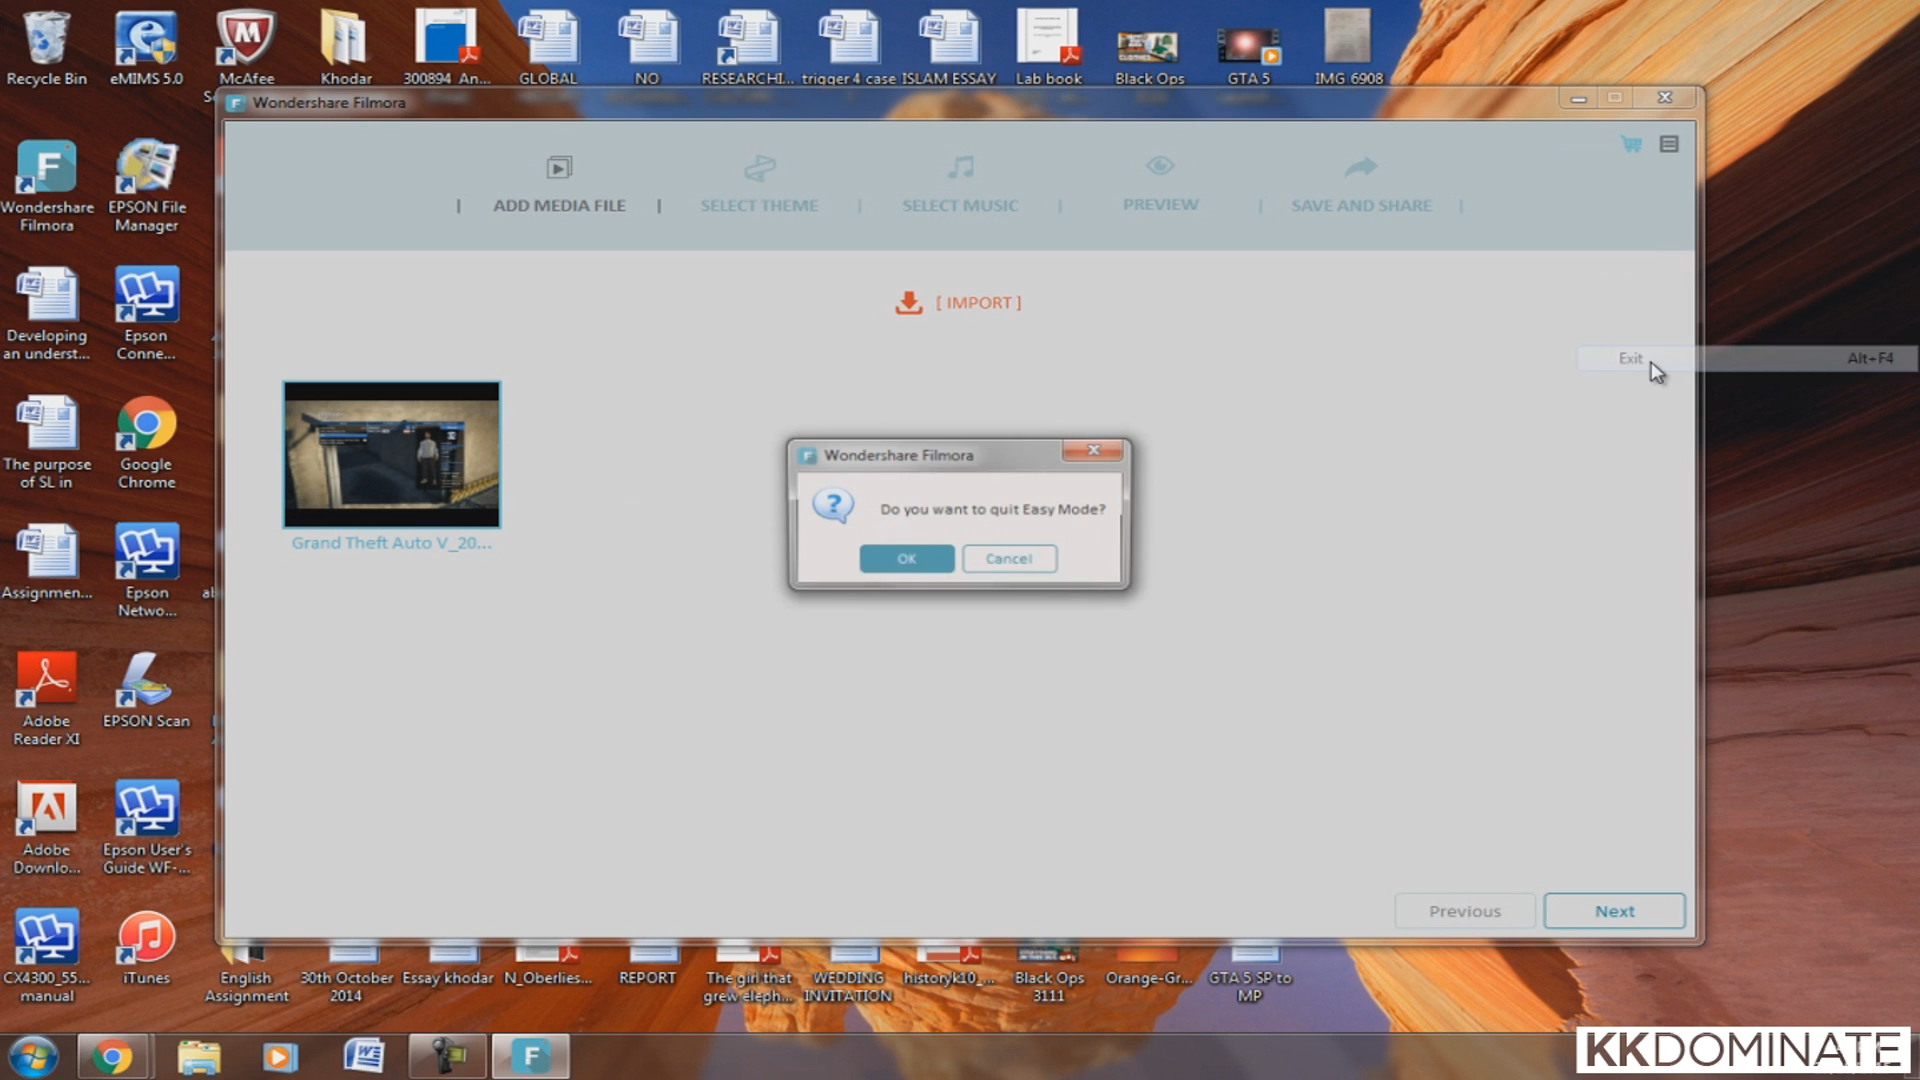 Recycle Bin
eMIMS 5.0
McAfee
Khodar
300894_An...
GLOBAL
NO
RESEARCHI...
trigger 4 case
ISLAM ESSAY
Lab book
Black Ops
GTA 5
IMG 6908
Wondershare Filmora
ADD MEDIA FILE
SELECT THEME
SELECT MUSIC
PREVIEW
SAVE AND SHARE
[ IMPORT ]
Exit
Alt+F4
Grand Theft Auto V_20...
Wondershare Filmora
Do you want to quit Easy Mode?
OK
Cancel
Previous
Next
Wondershare
Filmora
EPSON File
Manager
Developing
an underst...
Epson
Conne...
The purpose
of SL in
Google
Chrome
Assignmen...
Epson
Netwo...
Adobe
Reader XI
EPSON Scan
Adobe
Downlo...
Epson User's
Guide WF-...
CX4300_55...
manual
iTunes
English
Assignment
30th October
2014
Essay khodar
N_Oberlies...
REPORT
The girl that
grew eleph...
WEDDING
INVITATION
historyk10_...
Black Ops
3111
Orange-Gr...
GTA 5 SP to
MP
KKDOMINATE